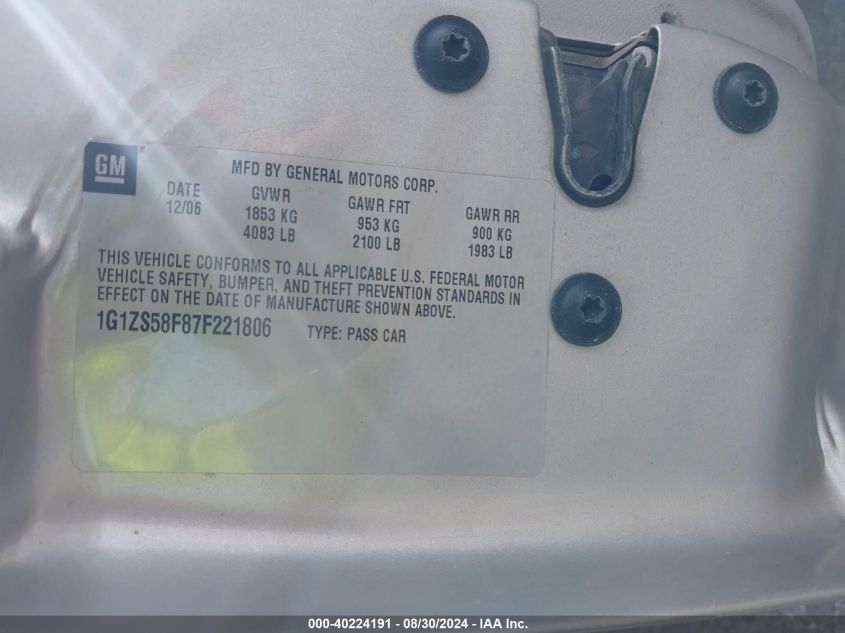 GM
MFD BY GENERAL MOTORS CORP.
DATE GVWR GAWR FRT GAWR RR
12/06 1853 KG 953 KG 900 KG
4083 LB 2100 LB 1983 LB
THIS VEHICLE CONFORMS TO ALL APPLICABLE U.S. FEDERAL MOTOR
VEHICLE SAFETY, BUMPER, AND THEFT PREVENTION STANDARDS IN
EFFECT ON THE DATE OF MANUFACTURE SHOWN ABOVE.
1G1ZS58F87F221806 TYPE: PASS CAR
000-40224191 - 08/30/2024 - IAA Inc.